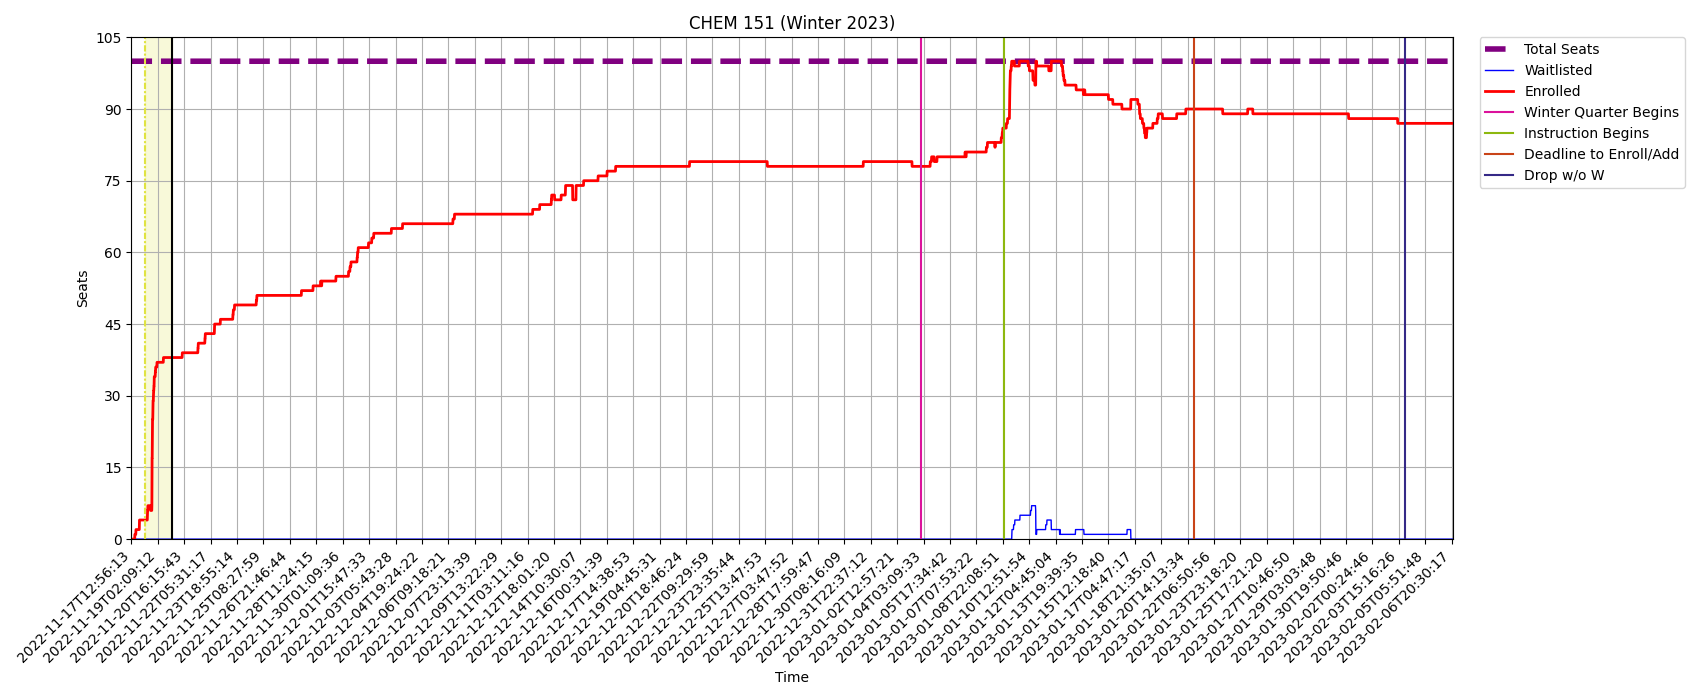 CHEM 151 (Winter 2023)
105
90
75
60
45
30
15
0
Seats
2022-11-17T12:56:13
2022-11-19T02:09:12
2022-11-20T16:15:43
2022-11-22T05:31:17
2022-11-23T18:55:14
2022-11-25T08:27:59
2022-11-26T21:46:44
2022-11-28T11:24:15
2022-11-30T01:09:36
2022-12-01T15:47:33
2022-12-03T05:43:28
2022-12-04T19:24:22
2022-12-06T09:18:21
2022-12-07T23:13:39
2022-12-09T13:22:29
2022-12-11T03:11:16
2022-12-12T18:01:20
2022-12-14T10:30:07
2022-12-16T00:31:39
2022-12-17T14:38:53
2022-12-19T04:45:31
2022-12-20T18:46:24
2022-12-22T09:29:59
2022-12-23T23:35:44
2022-12-25T13:47:53
2022-12-27T03:47:52
2022-12-28T17:59:47
2022-12-30T08:16:09
2022-12-31T22:37:12
2023-01-02T12:57:21
2023-01-04T03:09:33
2023-01-05T17:34:42
2023-01-07T07:53:22
2023-01-08T22:08:51
2023-01-10T12:51:54
2023-01-12T04:45:04
2023-01-13T19:39:35
2023-01-15T12:18:40
2023-01-17T04:47:17
2023-01-18T21:35:07
2023-01-20T14:13:34
2023-01-22T06:50:56
2023-01-23T23:18:20
2023-01-25T17:21:20
2023-01-27T10:46:50
2023-01-29T03:03:48
2023-01-30T19:50:46
2023-02-02T00:24:46
2023-02-03T15:16:26
2023-02-05T05:51:48
2023-02-06T20:30:17
Time
Total Seats
Waitlisted
Enrolled
Winter Quarter Begins
Instruction Begins
Deadline to Enroll/Add
Drop w/o W